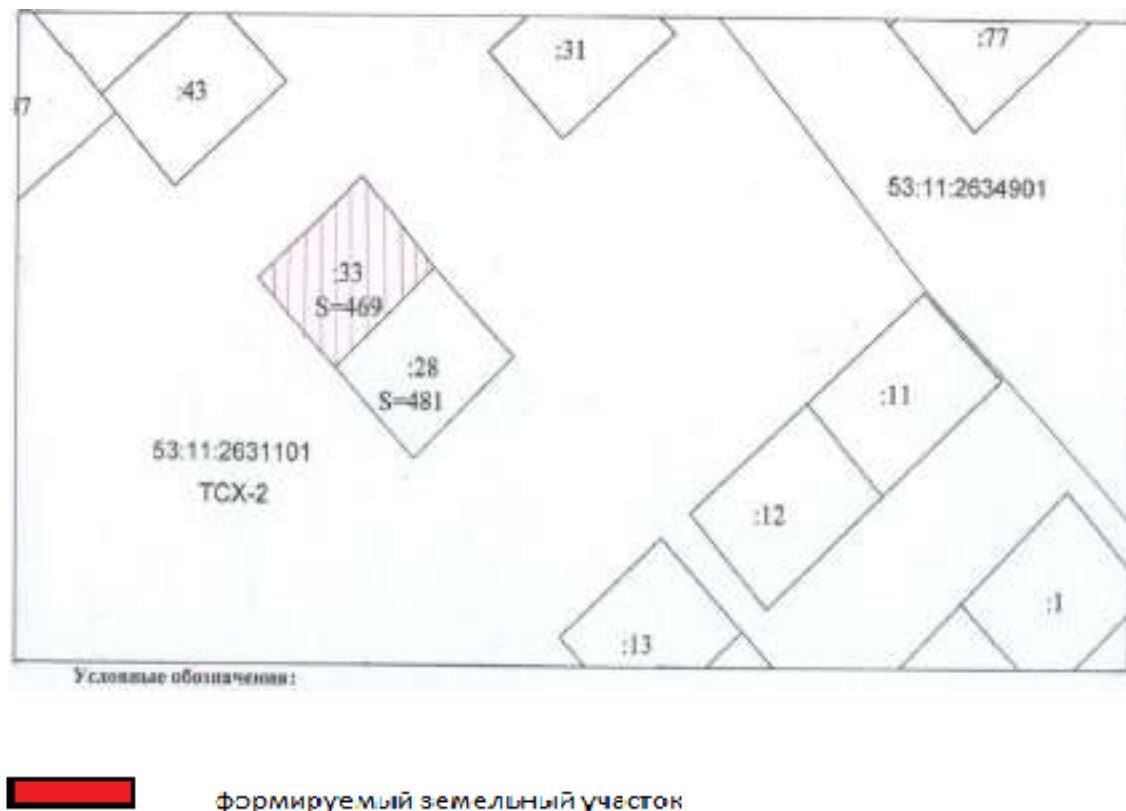 :31
:77
:43
53:11:2634901
:33
S=469
:28
S=481
:11
53:11:2631101
ТСХ-2
:12
:1
:13
Условные обозначения:
формируемый земельный участок